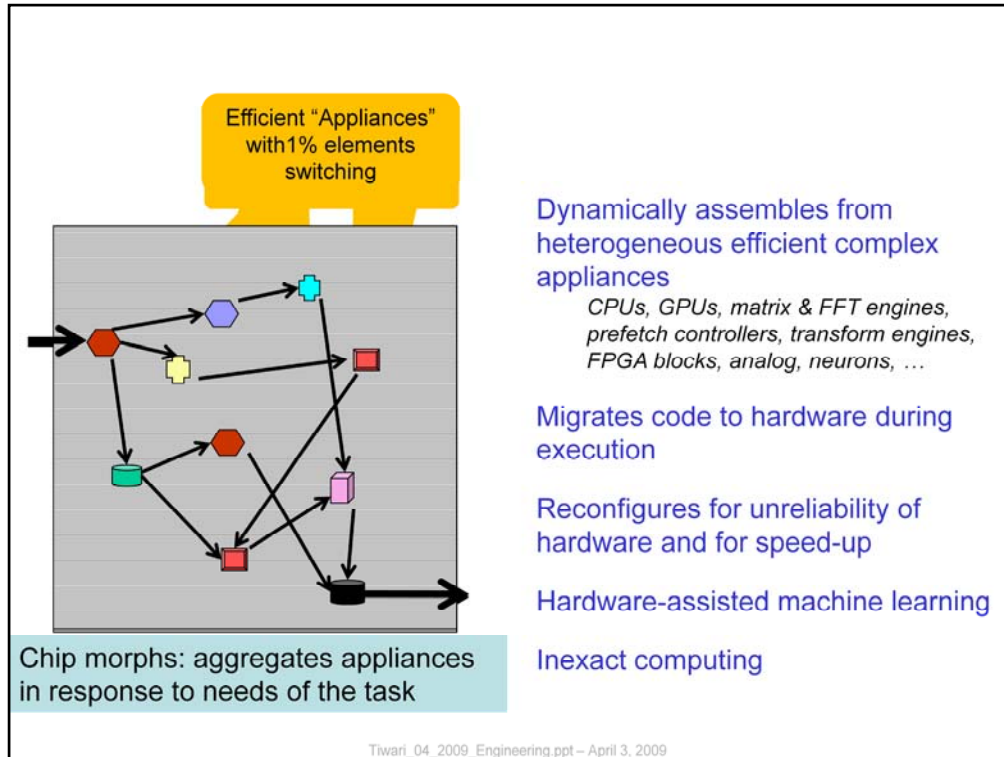 Efficient “Appliances”
with1% elements
switching
Dynamically assembles from
heterogeneous efficient complex
appliances
CPUs, GPUs, matrix & FFT engines,
prefetch controllers, transform engines,
FPGA blocks, analog, neurons, …
Migrates code to hardware during
execution
Reconfigures for unreliability of
hardware and for speed-up
Hardware-assisted machine learning
Inexact computing
Chip morphs: aggregates appliances
in response to needs of the task
Tiwari_04_2009_Engineering.ppt – April 3, 2009